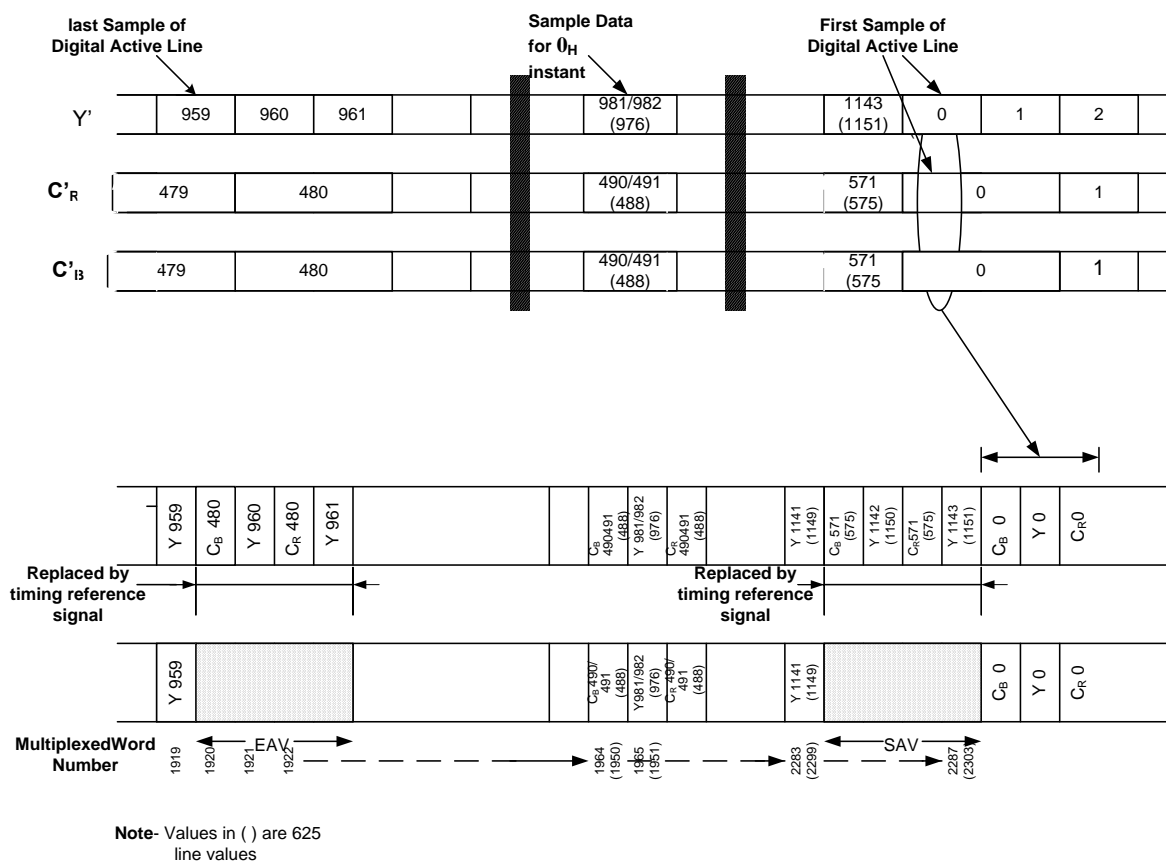 last Sample of
Digital Active Line
Sample Data
for 0H
instant
First Sample of
Digital Active Line
Y' 959 960 961 981/982 (976) 1143 (1151) 0 1 2
C'R 479 480 490/491 (488) 571 (575) 0 1
C'B 479 480 490/491 (488) 571 (575 0 1
Y 959
CB 480
Y 960
CR 480
Y 961
CB 490491 (488)
Y 981/982 (976)
CR 490491 (488)
Y 1141 (1149)
CB 571 (575)
Y 1142 (1150)
CR571 (575)
Y 1143 (1151)
CB 0
Y 0
CR0
Replaced by
timing reference
signal
Replaced by
timing reference
signal
Y 959
CB 490/ 491 (488)
Y981/982 (976)
CR 490/ 491 (488)
Y 1141 (1149)
CB 0
Y 0
CR 0
EAV
SAV
MultiplexedWord
Number
1919
1920
1921
1922
1964 (1950)
1965 (1951)
2283 (2299)
2287 (2303)
Note- Values in ( ) are 625
line values